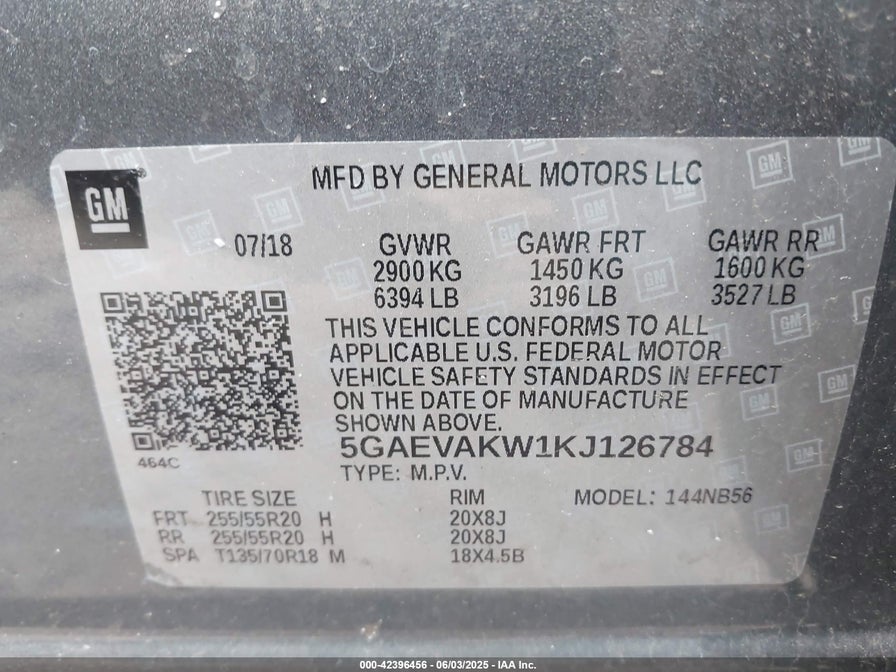 GM
MFD BY GENERAL MOTORS LLC
07/18 GVWR GAWR FRT GAWR RR
2900 KG 1450 KG 1600 KG
6394 LB 3196 LB 3527 LB
THIS VEHICLE CONFORMS TO ALL
APPLICABLE U.S. FEDERAL MOTOR
VEHICLE SAFETY STANDARDS IN EFFECT
ON THE DATE OF MANUFACTURE
SHOWN ABOVE.
464C
5GAEVAKW1KJ126784
TYPE: M.P.V.
TIRE SIZE RIM MODEL: 144NB56
FRT 255/55R20 H 20X8J
RR 255/55R20 H 20X8J
SPA T135/70R18 M 18X4.5B
000-42396456 - 06/03/2025 - IAA Inc.